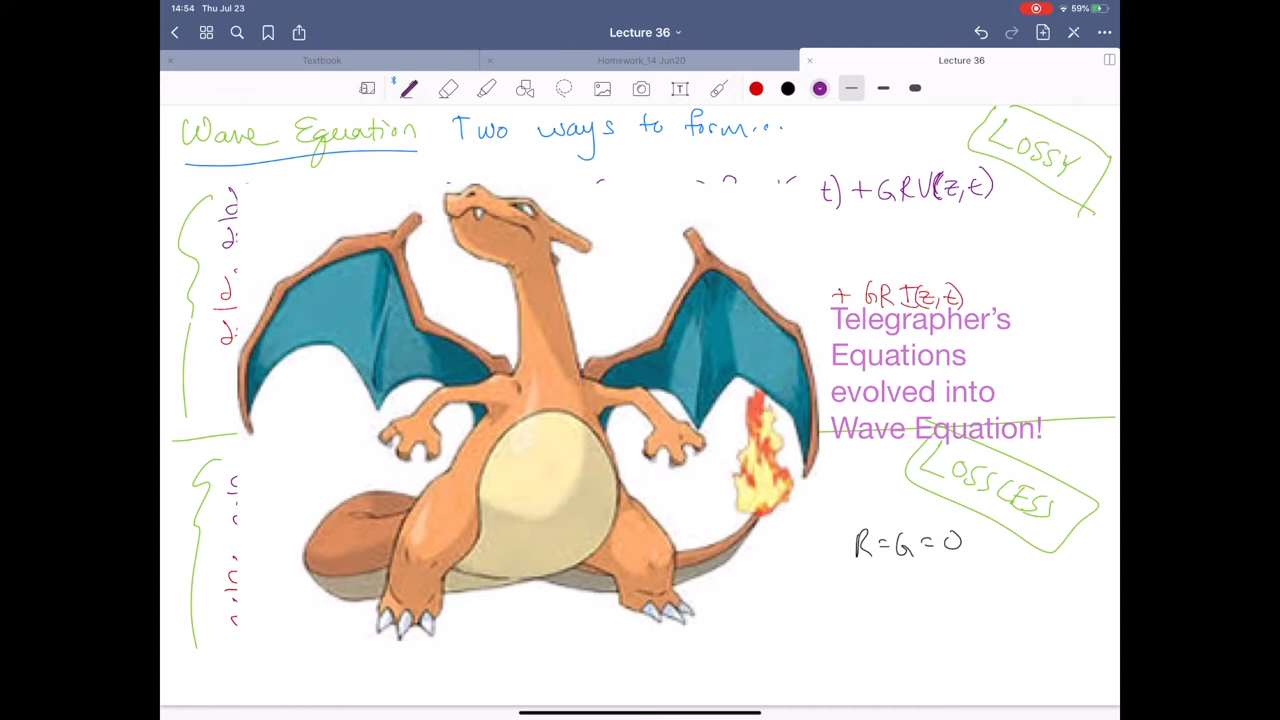 14:54 Thu Jul 23
59%
Lecture 36
Textbook
Homework_14 Jun20
Lecture 36
Wave Equation Two ways to form...
LOSSY
t) + GRV(z,t)
+ GR I(z,t)
Telegrapher's
Equations
evolved into
Wave Equation!
LOSSLESS
R=G=0